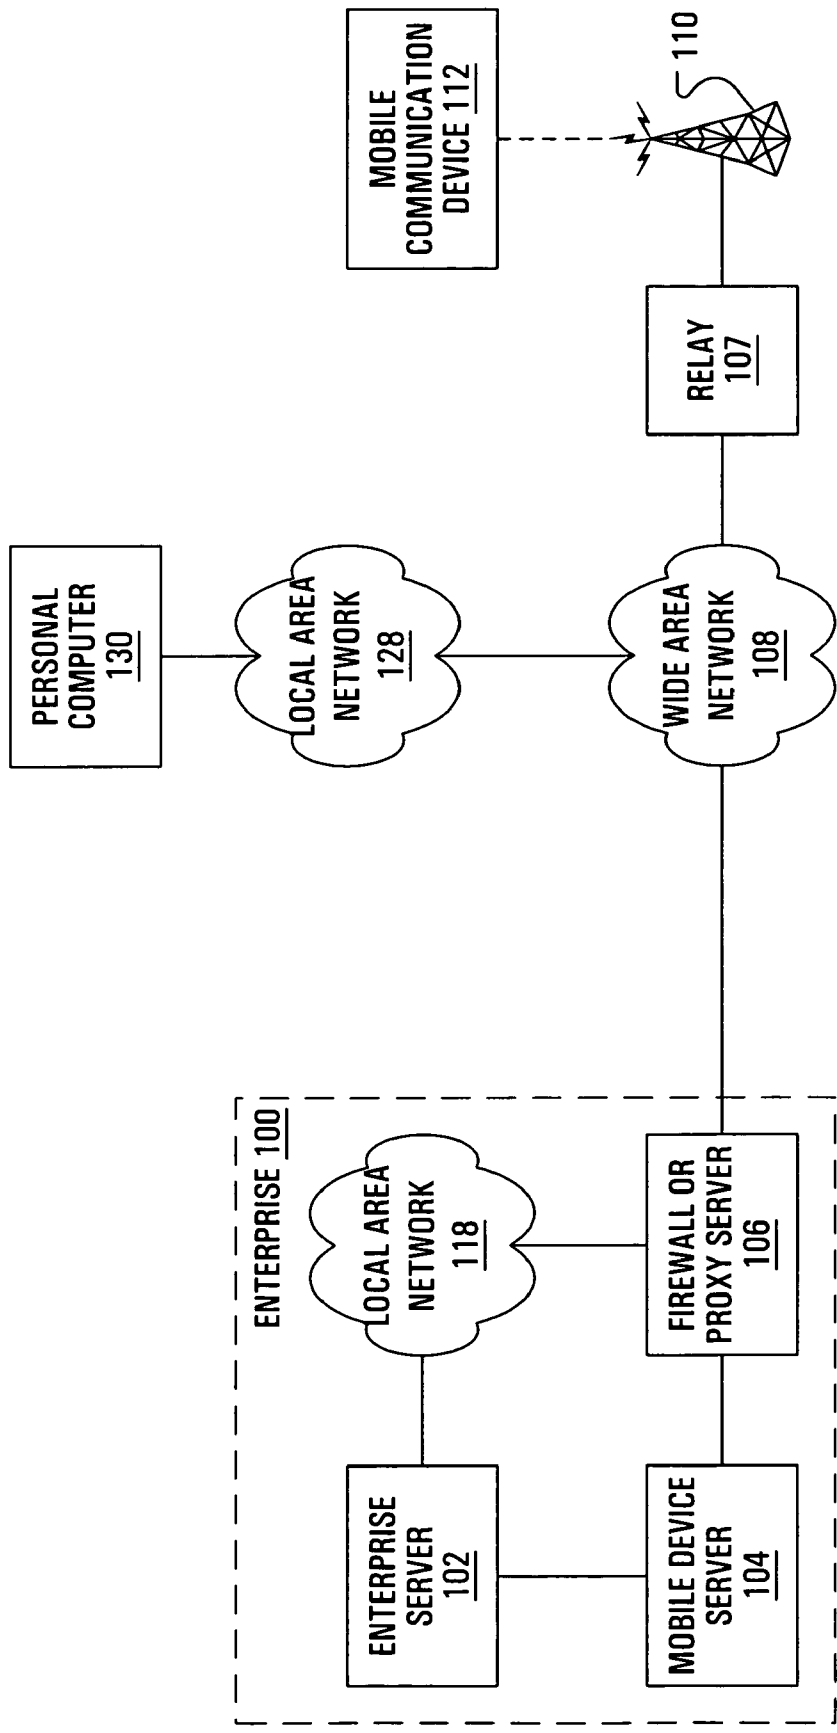 PERSONAL
COMPUTER
130
LOCAL AREA
NETWORK
128
MOBILE
COMMUNICATION
DEVICE 112
ENTERPRISE 100
ENTERPRISE
SERVER
102
LOCAL AREA
NETWORK
118
MOBILE DEVICE
SERVER
104
FIREWALL OR
PROXY SERVER
106
WIDE AREA
NETWORK
108
RELAY
107
110